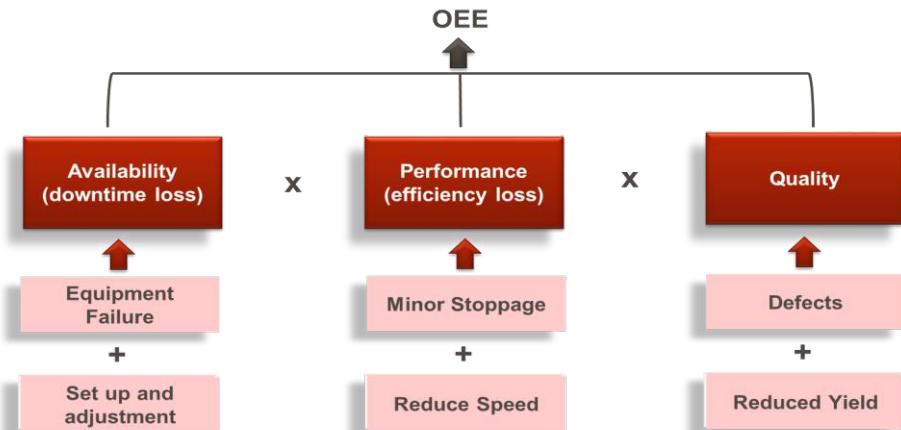 OEE
Availability
(downtime loss)
x
Performance
(efficiency loss)
x
Quality
Equipment
Failure
Minor Stoppage
Defects
+
+
+
Set up and
adjustment
Reduce Speed
Reduced Yield